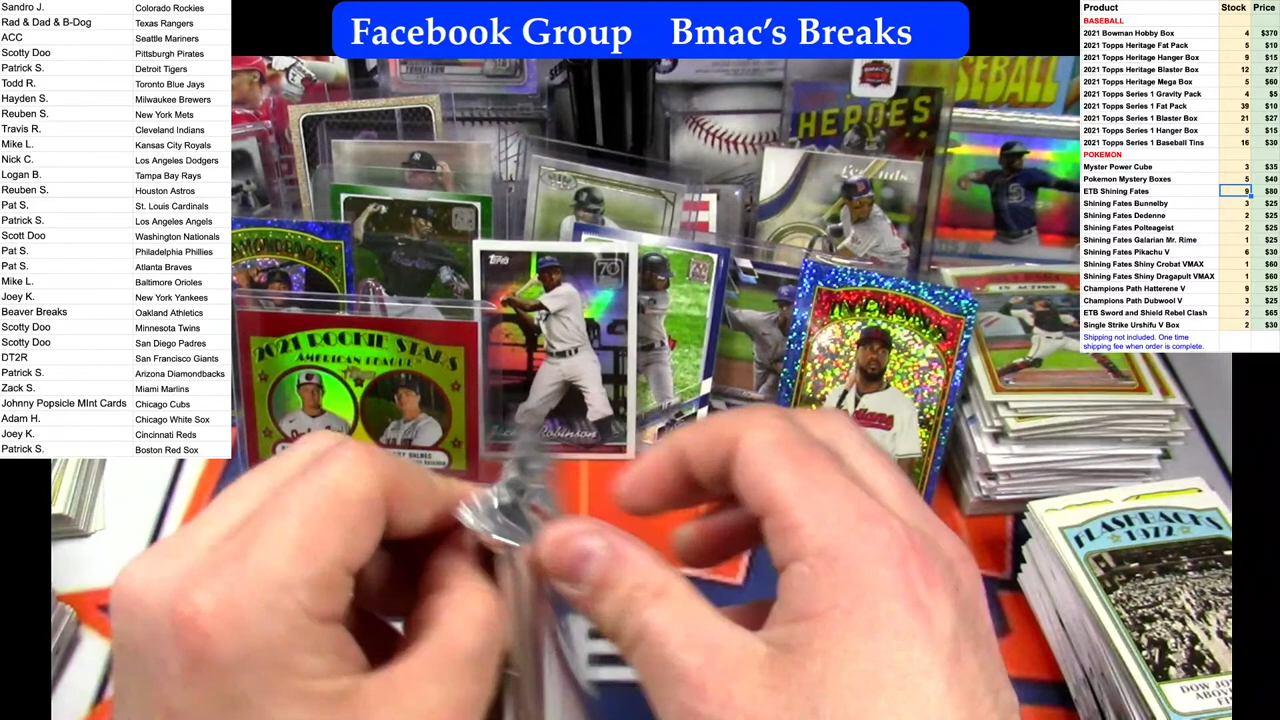 Facebook Group Bmac's Breaks
Sandro J. Colorado Rockies
Rad & Dad & B-Dog Texas Rangers
ACC Seattle Mariners
Scotty Doo Pittsburgh Pirates
Patrick S. Detroit Tigers
Todd R. Toronto Blue Jays
Hayden S. Milwaukee Brewers
Reuben S. New York Mets
Travis R. Cleveland Indians
Mike L. Kansas City Royals
Nick C. Los Angeles Dodgers
Logan B. Tampa Bay Rays
Reuben S. Houston Astros
Pat S. St. Louis Cardinals
Patrick S. Los Angeles Angels
Scott Doo Washington Nationals
Pat S. Philadelphia Phillies
Pat S. Atlanta Braves
Mike L. Baltimore Orioles
Joey K. New York Yankees
Beaver Breaks Oakland Athletics
Scotty Doo Minnesota Twins
Scotty Doo San Diego Padres
DT2R San Francisco Giants
Patrick S. Arizona Diamondbacks
Zack S. Miami Marlins
Johnny Popsicle MInt Cards Chicago Cubs
Adam H. Chicago White Sox
Joey K. Cincinnati Reds
Patrick S. Boston Red Sox
Product Stock Price
BASEBALL
2021 Bowman Hobby Box 4 $370
2021 Topps Heritage Fat Pack 5 $10
2021 Topps Heritage Hanger Box 9 $15
2021 Topps Heritage Blaster Box 12 $27
2021 Topps Heritage Mega Box 5 $60
2021 Topps Series 1 Gravity Pack 4 $5
2021 Topps Series 1 Fat Pack 39 $10
2021 Topps Series 1 Blaster Box 21 $27
2021 Topps Series 1 Hanger Box 5 $15
2021 Topps Series 1 Baseball Tins 16 $30
POKEMON
Myster Power Cube 3 $35
Pokemon Mystery Boxes 5 $40
ETB Shining Fates 9 $80
Shining Fates Bunnelby 3 $25
Shining Fates Dedenne 2 $25
Shining Fates Polteageist 2 $25
Shining Fates Galarian Mr. Rime 1 $25
Shining Fates Pikachu V 6 $30
Shining Fates Shiny Crobat VMAX 1 $60
Shining Fates Shiny Dragapult VMAX 1 $60
Champions Path Hatterene V 9 $25
Champions Path Dubwool V 3 $25
ETB Sword and Shield Rebel Clash 2 $65
Single Strike Urshifu V Box 2 $30
Shipping not included. One time
shipping fee when order is complete.
HEROES
BASEBALL
Topps 70
2021 ROOKIE STARS
AMERICAN LEAGUE
Robinson
INDIANS
Indians
IN ACTION
FLASHBACKS
1972
DOW JO
ABOV